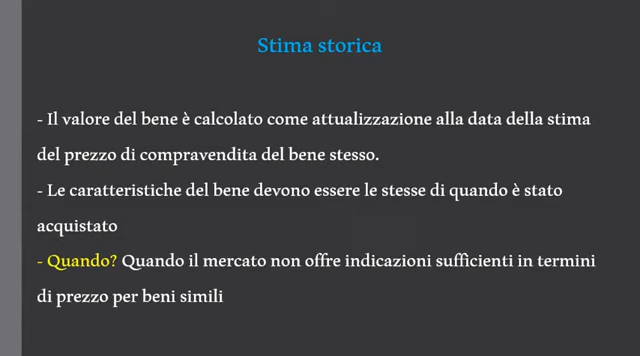 Stima storica
- Il valore del bene è calcolato come attualizzazione alla data della stima
del prezzo di compravendita del bene stesso.
- Le caratteristiche del bene devono essere le stesse di quando è stato
acquistato
- Quando? Quando il mercato non offre indicazioni sufficienti in termini
di prezzo per beni simili